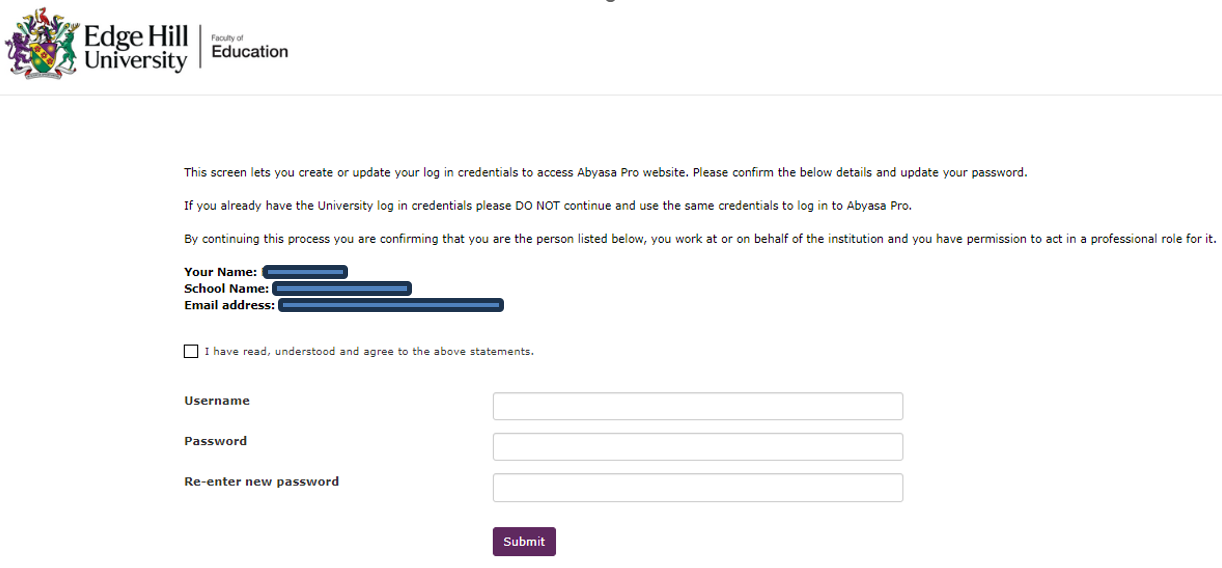 Edge Hill
University
Faculty of
Education
This screen lets you create or update your log in credentials to access Abyasa Pro website. Please confirm the below details and update your password.
If you already have the University log in credentials please DO NOT continue and use the same credentials to log in to Abyasa Pro.
By continuing this process you are confirming that you are the person listed below, you work at or on behalf of the institution and you have permission to act in a professional role for it.
Your Name:
School Name:
Email address:
I have read, understood and agree to the above statements.
Username
Password
Re-enter new password
Submit